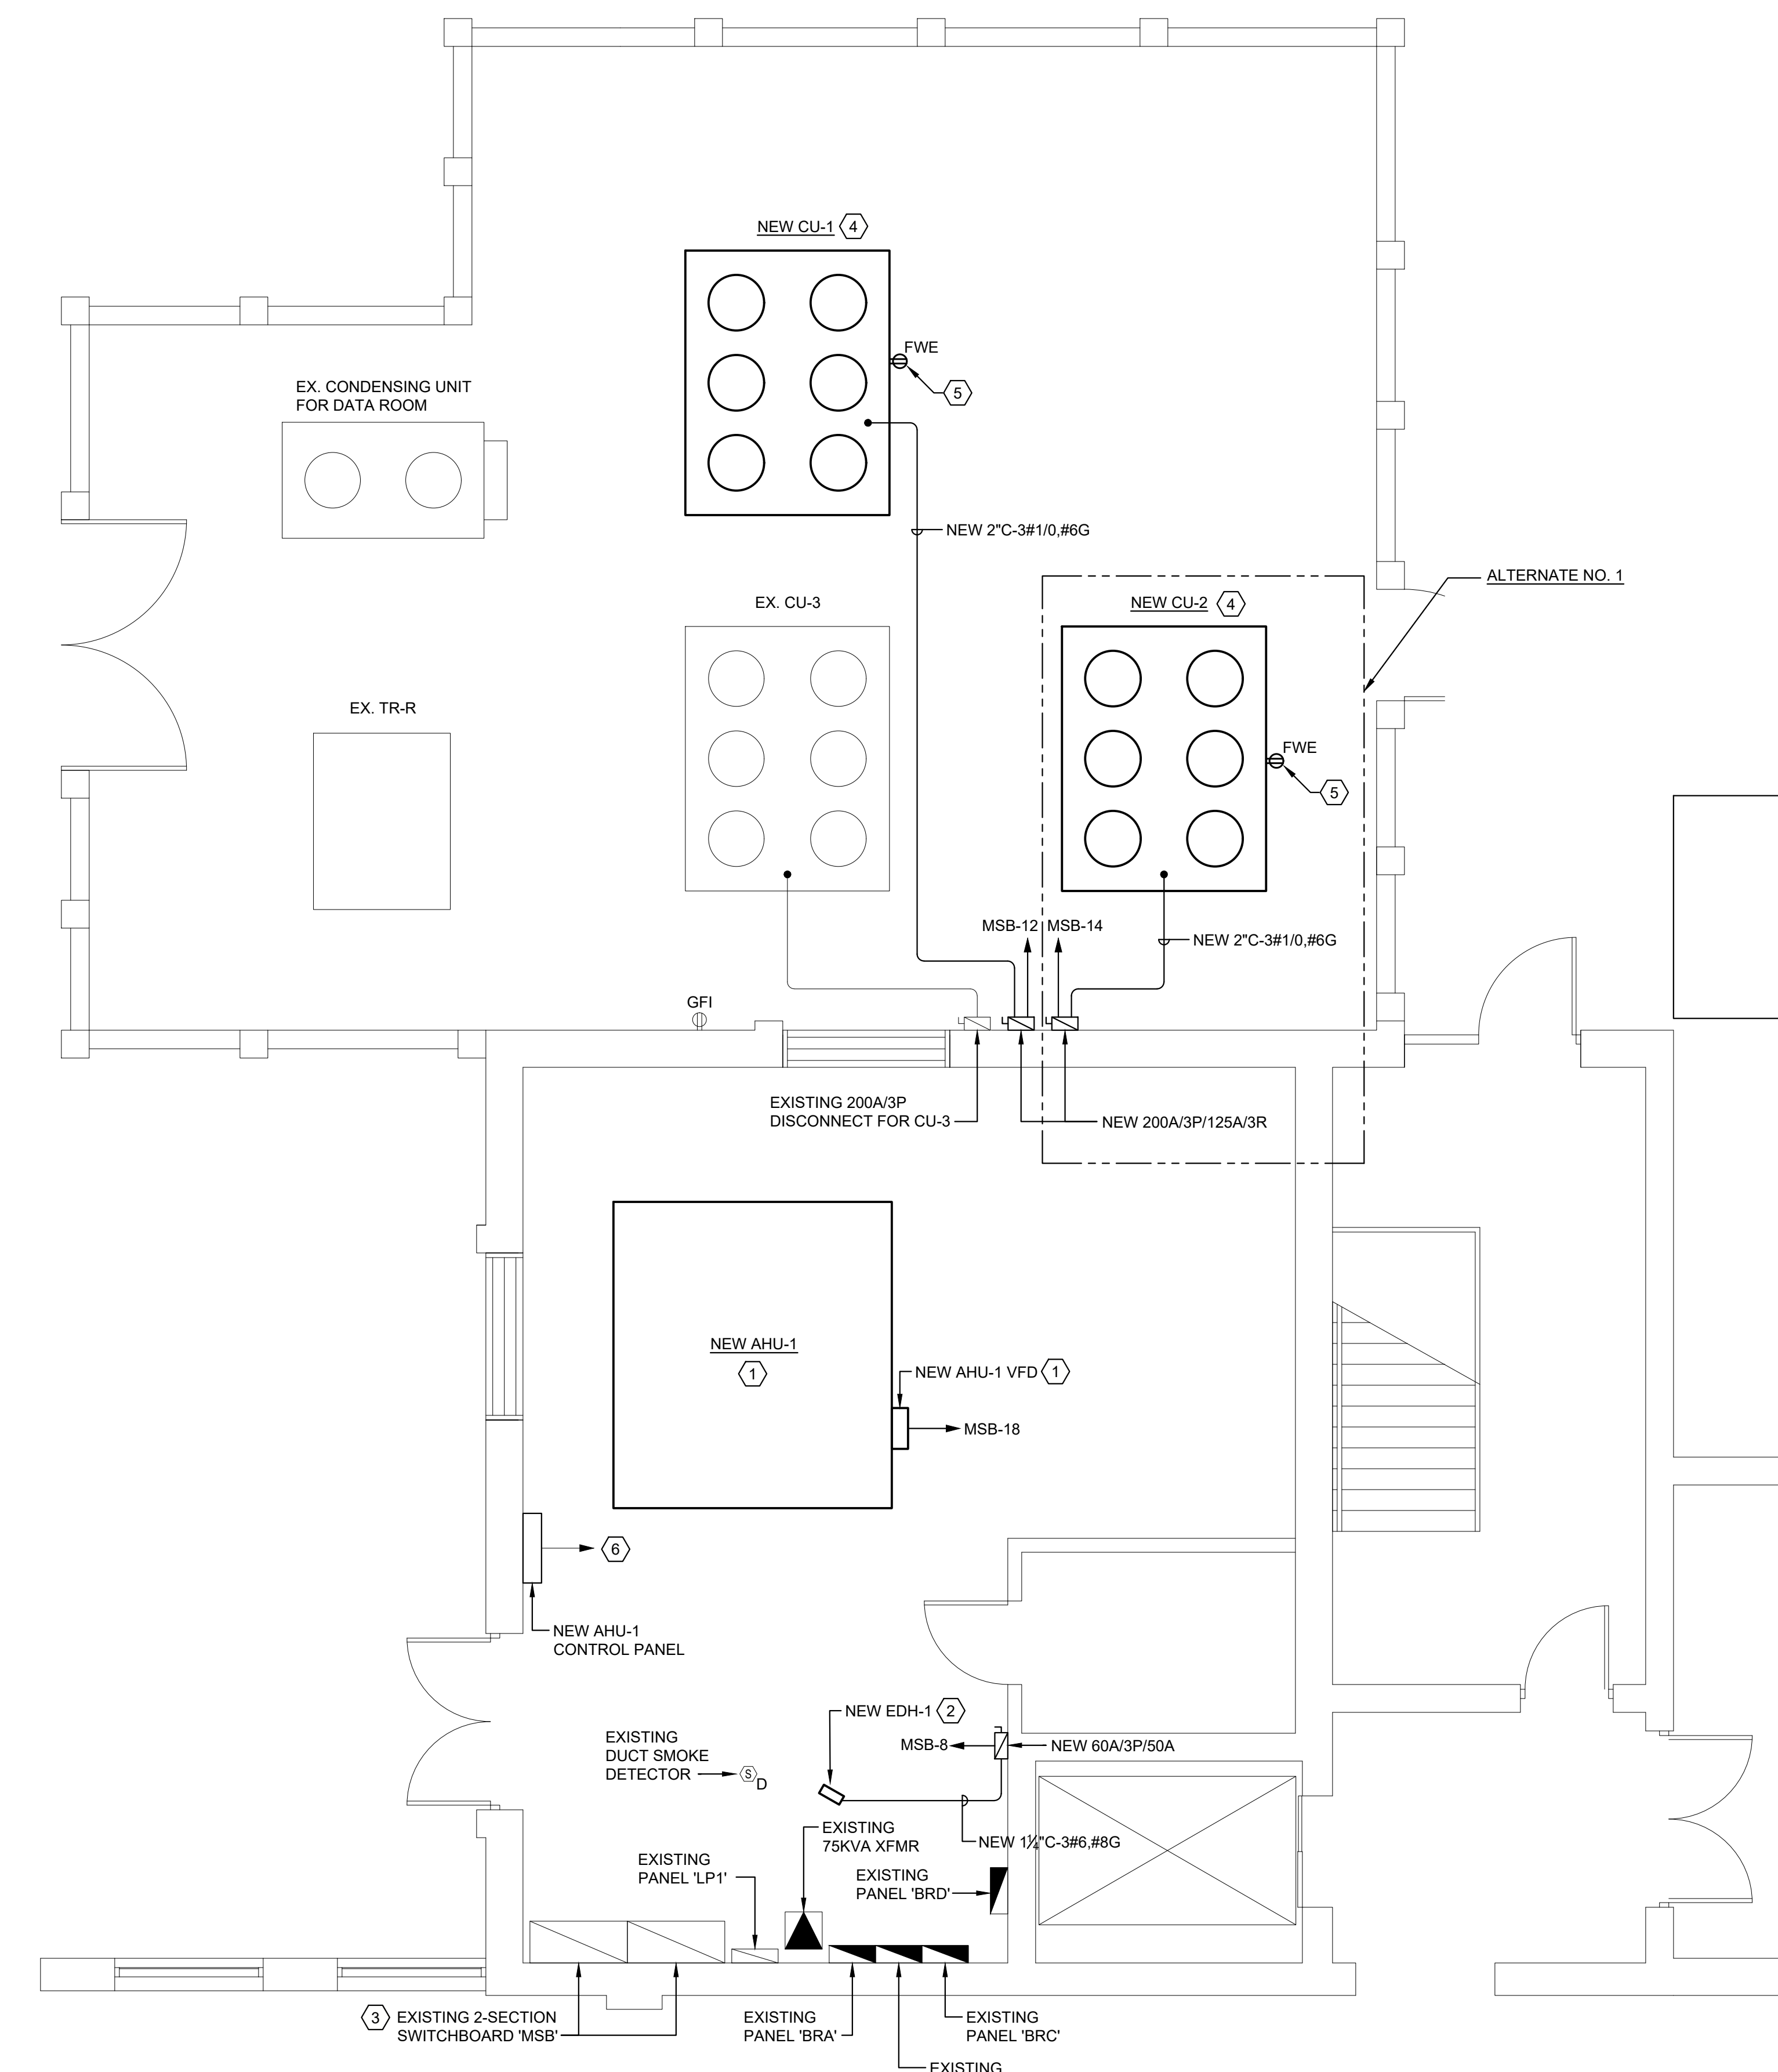 NEW CU-1 4
FWE
5
EX. CONDENSING UNIT
FOR DATA ROOM
NEW 2"C-3#1/0,#6G
ALTERNATE NO. 1
EX. CU-3
NEW CU-2 4
EX. TR-R
FWE
5
MSB-12 MSB-14
NEW 2"C-3#1/0,#6G
GFI
EXISTING 200A/3P
DISCONNECT FOR CU-3
NEW 200A/3P/125A/3R
NEW AHU-1
1
NEW AHU-1 VFD 1
MSB-18
6
NEW AHU-1
CONTROL PANEL
NEW EDH-1 2
EXISTING
DUCT SMOKE
DETECTOR
S D
MSB-8
NEW 60A/3P/50A
EXISTING
75KVA XFMR
NEW 1¼"C-3#6,#8G
EXISTING
PANEL 'LP1'
EXISTING
PANEL 'BRD'
3 EXISTING 2-SECTION
SWITCHBOARD 'MSB'
EXISTING
PANEL 'BRA'
EXISTING
PANEL 'BRC'
EXISTING